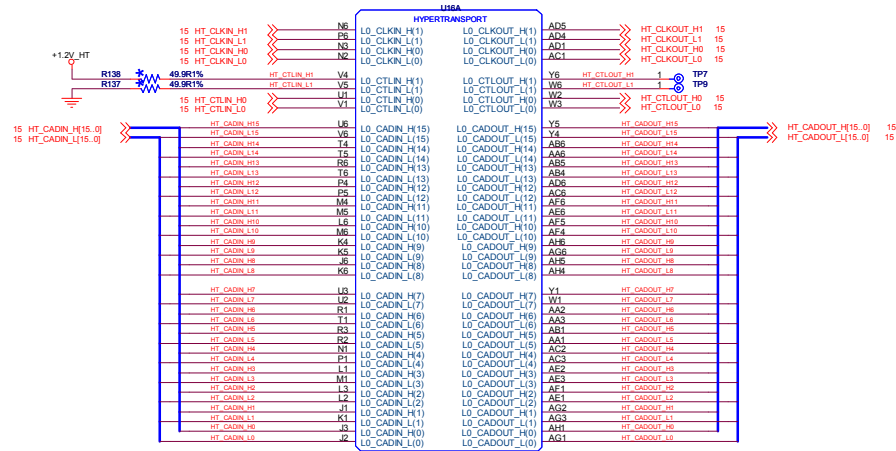 U16A
HYPERTRANSPORT
15 HT_CLKIN_H1 N6 L0_CLKIN_H(1) L0_CLKOUT_H(1) AD5 HT_CLKOUT_H1 15
15 HT_CLKIN_L1 P6 L0_CLKIN_L(1) L0_CLKOUT_L(1) AD4 HT_CLKOUT_L1 15
15 HT_CLKIN_H0 N3 L0_CLKIN_H(0) L0_CLKOUT_H(0) AD1 HT_CLKOUT_H0 15
15 HT_CLKIN_L0 N2 L0_CLKIN_L(0) L0_CLKOUT_L(0) AC1 HT_CLKOUT_L0 15
+1.2V_HT
R138 * 49.9R1% HT_CTLIN_H1 V4 L0_CTLIN_H(1) L0_CTLOUT_H(1) Y6 HT_CTLOUT_H1 1 TP7
R137 * 49.9R1% HT_CTLIN_L1 V5 L0_CTLIN_L(1) L0_CTLOUT_L(1) W6 HT_CTLOUT_L1 1 TP9
15 HT_CTLIN_H0 U1 L0_CTLIN_H(0) L0_CTLOUT_H(0) W2 HT_CTLOUT_H0 15
15 HT_CTLIN_L0 V1 L0_CTLIN_L(0) L0_CTLOUT_L(0) W3 HT_CTLOUT_L0 15
15 HT_CADIN_H[15..0] HT_CADIN_H15 U6 L0_CADIN_H(15) L0_CADOUT_H(15) Y5 HT_CADOUT_H15 HT_CADOUT_H[15..0] 15
15 HT_CADIN_L[15..0] HT_CADIN_L15 V6 L0_CADIN_L(15) L0_CADOUT_L(15) Y4 HT_CADOUT_L15 HT_CADOUT_L[15..0] 15
HT_CADIN_H14 T4 L0_CADIN_H(14) L0_CADOUT_H(14) AB6 HT_CADOUT_H14
HT_CADIN_L14 T5 L0_CADIN_L(14) L0_CADOUT_L(14) AA6 HT_CADOUT_L14
HT_CADIN_H13 R6 L0_CADIN_H(13) L0_CADOUT_H(13) AB5 HT_CADOUT_H13
HT_CADIN_L13 T6 L0_CADIN_L(13) L0_CADOUT_L(13) AB4 HT_CADOUT_L13
HT_CADIN_H12 P4 L0_CADIN_H(12) L0_CADOUT_H(12) AD6 HT_CADOUT_H12
HT_CADIN_L12 P5 L0_CADIN_L(12) L0_CADOUT_L(12) AC6 HT_CADOUT_L12
HT_CADIN_H11 M4 L0_CADIN_H(11) L0_CADOUT_H(11) AF6 HT_CADOUT_H11
HT_CADIN_L11 M5 L0_CADIN_L(11) L0_CADOUT_L(11) AE6 HT_CADOUT_L11
HT_CADIN_H10 L6 L0_CADIN_H(10) L0_CADOUT_H(10) AF5 HT_CADOUT_H10
HT_CADIN_L10 M6 L0_CADIN_L(10) L0_CADOUT_L(10) AF4 HT_CADOUT_L10
HT_CADIN_H9 K4 L0_CADIN_H(9) L0_CADOUT_H(9) AH6 HT_CADOUT_H9
HT_CADIN_L9 K5 L0_CADIN_L(9) L0_CADOUT_L(9) AG6 HT_CADOUT_L9
HT_CADIN_H8 J6 L0_CADIN_H(8) L0_CADOUT_H(8) AH5 HT_CADOUT_H8
HT_CADIN_L8 K6 L0_CADIN_L(8) L0_CADOUT_L(8) AH4 HT_CADOUT_L8
HT_CADIN_H7 U3 L0_CADIN_H(7) L0_CADOUT_H(7) Y1 HT_CADOUT_H7
HT_CADIN_L7 U2 L0_CADIN_L(7) L0_CADOUT_L(7) W1 HT_CADOUT_L7
HT_CADIN_H6 R1 L0_CADIN_H(6) L0_CADOUT_H(6) AA2 HT_CADOUT_H6
HT_CADIN_L6 T1 L0_CADIN_L(6) L0_CADOUT_L(6) AA3 HT_CADOUT_L6
HT_CADIN_H5 R3 L0_CADIN_H(5) L0_CADOUT_H(5) AB1 HT_CADOUT_H5
HT_CADIN_L5 R2 L0_CADIN_L(5) L0_CADOUT_L(5) AA1 HT_CADOUT_L5
HT_CADIN_H4 N1 L0_CADIN_H(4) L0_CADOUT_H(4) AC2 HT_CADOUT_H4
HT_CADIN_L4 P1 L0_CADIN_L(4) L0_CADOUT_L(4) AC3 HT_CADOUT_L4
HT_CADIN_H3 L1 L0_CADIN_H(3) L0_CADOUT_H(3) AE2 HT_CADOUT_H3
HT_CADIN_L3 M1 L0_CADIN_L(3) L0_CADOUT_L(3) AE3 HT_CADOUT_L3
HT_CADIN_H2 L3 L0_CADIN_H(2) L0_CADOUT_H(2) AF1 HT_CADOUT_H2
HT_CADIN_L2 L2 L0_CADIN_L(2) L0_CADOUT_L(2) AE1 HT_CADOUT_L2
HT_CADIN_H1 J1 L0_CADIN_H(1) L0_CADOUT_H(1) AG2 HT_CADOUT_H1
HT_CADIN_L1 K1 L0_CADIN_L(1) L0_CADOUT_L(1) AG3 HT_CADOUT_L1
HT_CADIN_H0 J3 L0_CADIN_H(0) L0_CADOUT_H(0) AH1 HT_CADOUT_H0
HT_CADIN_L0 J2 L0_CADIN_L(0) L0_CADOUT_L(0) AG1 HT_CADOUT_L0